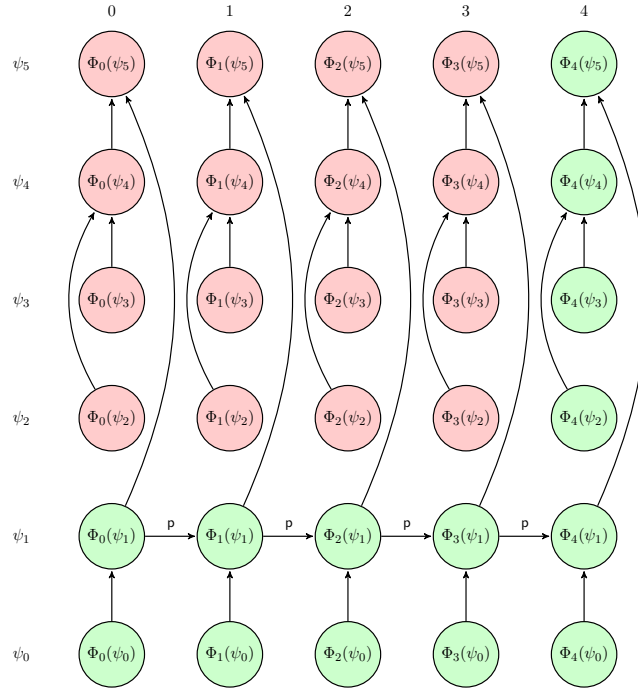 0 1 2 3 4
ψ₅ Φ₀(ψ₅) Φ₁(ψ₅) Φ₂(ψ₅) Φ₃(ψ₅) Φ₄(ψ₅)
ψ₄ Φ₀(ψ₄) Φ₁(ψ₄) Φ₂(ψ₄) Φ₃(ψ₄) Φ₄(ψ₄)
ψ₃ Φ₀(ψ₃) Φ₁(ψ₃) Φ₂(ψ₃) Φ₃(ψ₃) Φ₄(ψ₃)
ψ₂ Φ₀(ψ₂) Φ₁(ψ₂) Φ₂(ψ₂) Φ₃(ψ₂) Φ₄(ψ₂)
p p p p
ψ₁ Φ₀(ψ₁) Φ₁(ψ₁) Φ₂(ψ₁) Φ₃(ψ₁) Φ₄(ψ₁)
ψ₀ Φ₀(ψ₀) Φ₁(ψ₀) Φ₂(ψ₀) Φ₃(ψ₀) Φ₄(ψ₀)